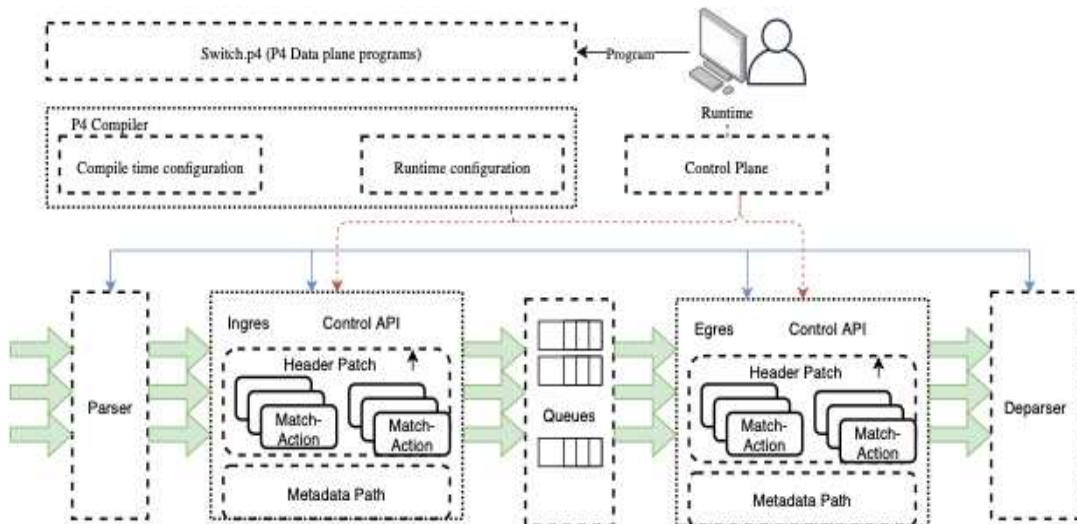 Switch.p4 (P4 Data plane programs)
Program
P4 Compiler
Runtime
Compile time configuration
Runtime configuration
Control Plane
Parser
Ingres
Control API
Header Patch
Match-
Action
Match-
Action
Metadata Path
Queues
Egres
Control API
Header Patch
Match-
Action
Match-
Action
Metadata Path
Deparser